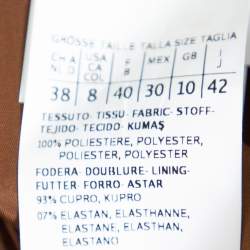 GRÖSSE TAILLE TALLA SIZE TAGLIA
CH A USA F MEX GB I
N L D CA COL B J
38 8 40 30 10 42
TESSUTO-TISSU-FABRIC-STOFF-
TEJIDO-TECIDO-KUMAŞ
100% POLIESTERE, POLYESTER,
POLIESTER, POLYESTER
FODERA-DOUBLURE-LINING-
FUTTER-FORRO-ASTAR
93% CUPRO, KUPRO
07% ELASTAN, ELASTHANNE,
ELASTANE, ELASTHAN,
ELASTANO